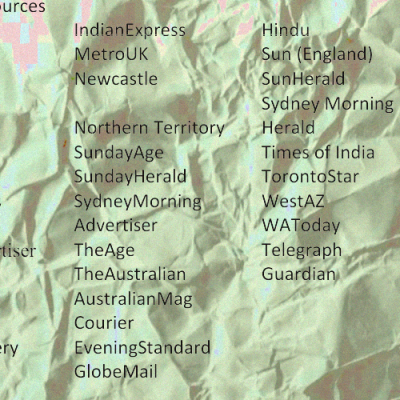 ources
IndianExpress
MetroUK
Newcastle
Northern Territory
SundayAge
SundayHerald
SydneyMorning
Advertiser
TheAge
TheAustralian
AustralianMag
Courier
EveningStandard
GlobeMail
Hindu
Sun (England)
SunHerald
Sydney Morning
Herald
Times of India
TorontoStar
WestAZ
WAToday
Telegraph
Guardian
rtiser
ery